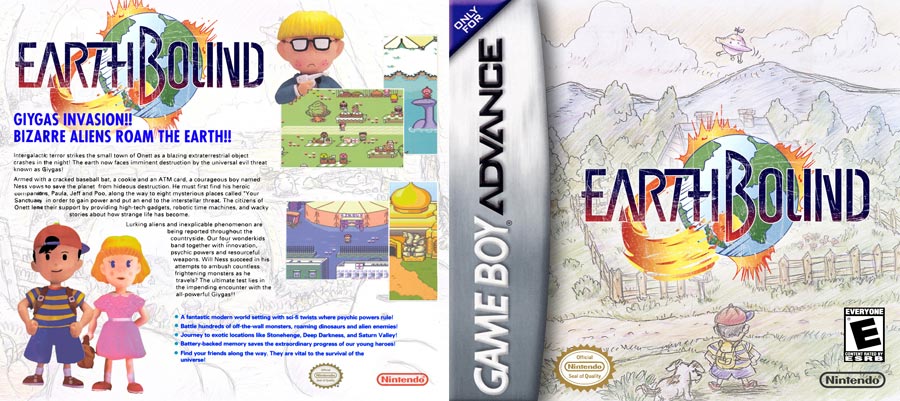 EARTHBOUND
GIYGAS INVASION!!
BIZARRE ALIENS ROAM THE EARTH!!
Intergalactic terror strikes the small town of Onett as a blazing extraterrestrial object
crashes in the night! The earth now faces imminent destruction by the universal evil threat
known as Giygas!
Armed with a cracked baseball bat, a cookie and an ATM card, a courageous boy named
Ness vows to save the planet from hideous destruction. He must first find his heroic
companions, Paula, Jeff and Poo, along the way to eight mysterious places called "Your
Sanctuary in order to gain power and put an end to the interstellar threat. The citizens of
Onett lend their support by providing high-tech gadgets, robotic time machines, and wacky
stories about how strange life has become.
Lurking aliens and inexplicable phenomenon are
being reported throughout the
countryside. Our four wonderkids
band together with innovation,
psychic powers and resourceful
weapons. Will Ness succeed in his
attempts to ambush countless
frightening monsters as he
travels? The ultimate test lies in
the impending encounter with the
all-powerful Giygas!!
A fantastic modern world setting with sci-fi twists where psychic powers rule!
Battle hundreds of off-the-wall monsters, roaming dinosaurs and alien enemies!
Journey to exotic locations like Stonehenge, Deep Darkness, and Saturn Valley!
Battery-backed memory saves the extraordinary progress of our young heroes!
Find your friends along the way. They are vital to the survival of the
universe!
Nintendo
ONLY
FOR
GAME BOY ADVANCE
EARTHBOUND
Official
Nintendo
Seal of Quality
EVERYONE
E
CONTENT RATED BY
ESRB
Nintendo